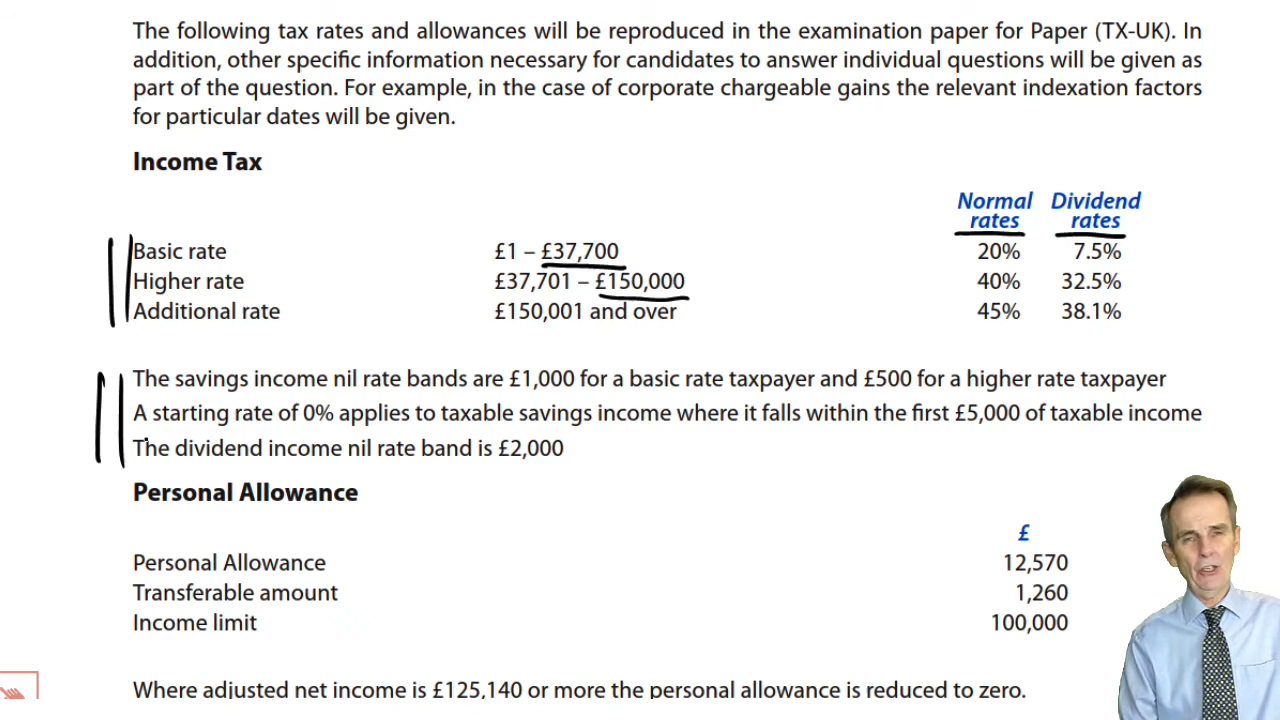 The following tax rates and allowances will be reproduced in the examination paper for Paper (TX-UK). In
addition, other specific information necessary for candidates to answer individual questions will be given as
part of the question. For example, in the case of corporate chargeable gains the relevant indexation factors
for particular dates will be given.
Income Tax
Normal rates Dividend rates
Basic rate £1 – £37,700 20% 7.5%
Higher rate £37,701 – £150,000 40% 32.5%
Additional rate £150,001 and over 45% 38.1%
The savings income nil rate bands are £1,000 for a basic rate taxpayer and £500 for a higher rate taxpayer
A starting rate of 0% applies to taxable savings income where it falls within the first £5,000 of taxable income
The dividend income nil rate band is £2,000
Personal Allowance
£
Personal Allowance 12,570
Transferable amount 1,260
Income limit 100,000
Where adjusted net income is £125,140 or more the personal allowance is reduced to zero.